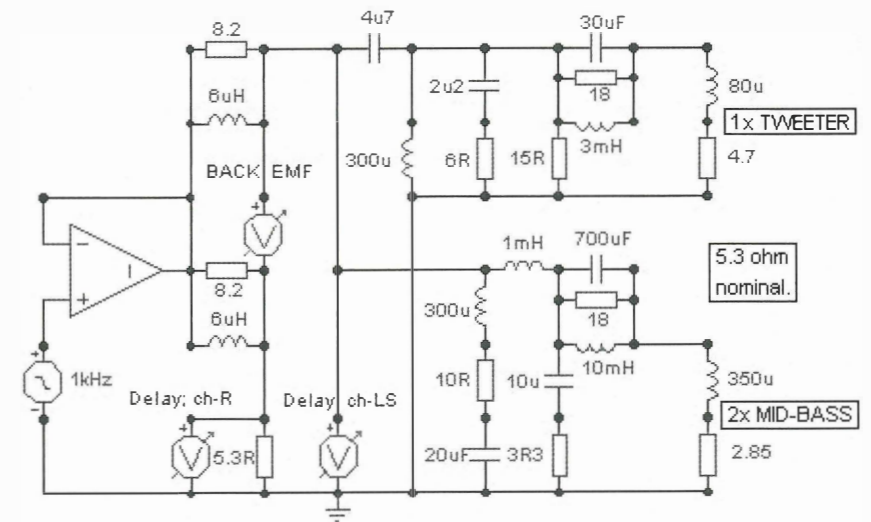 8.2
4u7
30uF
6uH
2u2
18
80u
1x TWEETER
BACK EMF
300u
6R
15R
3mH
4.7
1mH
700uF
5.3 ohm
nominal.
8.2
6uH
300u
18
1kHz
10R
10u
10mH
350u
Delay; ch-R
Delay; ch-LS
2x MID-BASS
5.3R
20uF
3R3
2.85